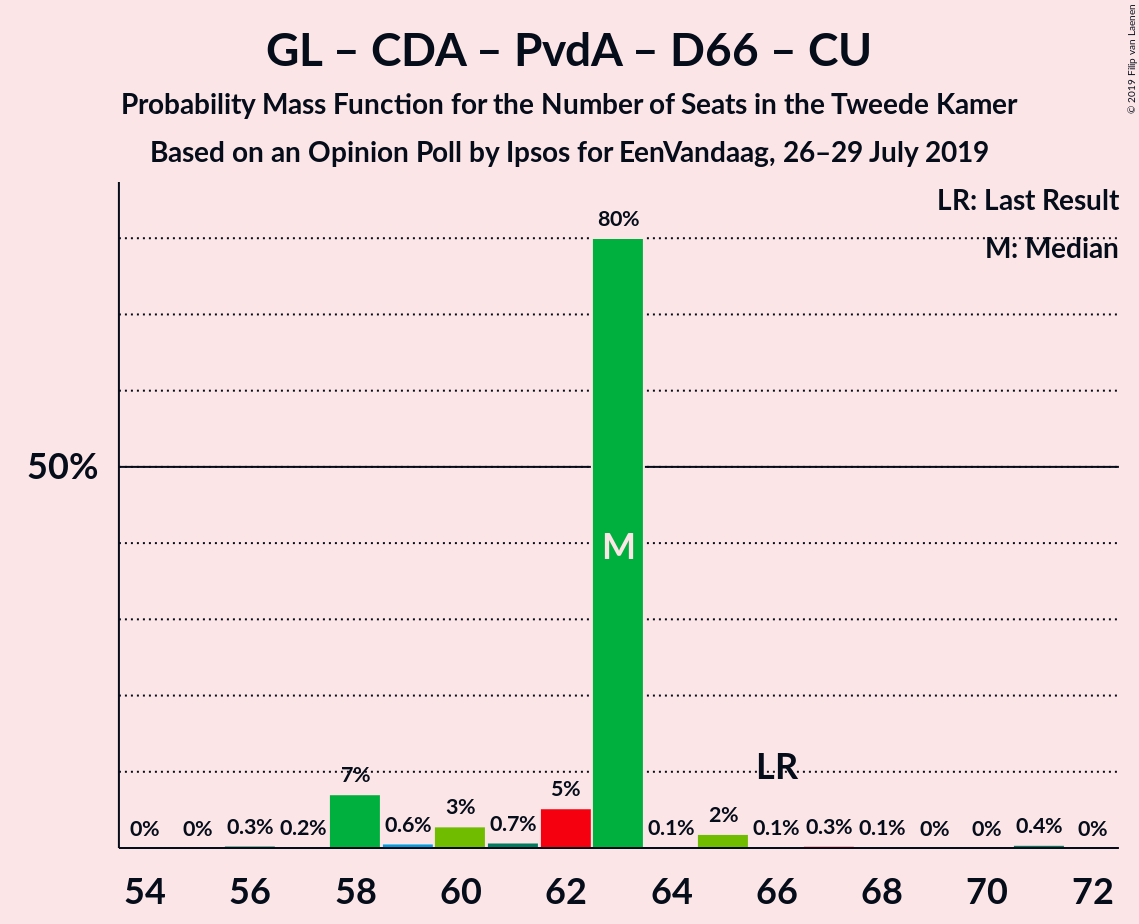 GL – CDA – PvdA – D66 – CU
Probability Mass Function for the Number of Seats in the Tweede Kamer
Based on an Opinion Poll by Ipsos for EenVandaag, 26–29 July 2019
© 2019 Filip van Laenen
LR: Last Result
M: Median
50%
0% 0% 0.3% 0.2% 7% 0.6% 3% 0.7% 5% 80% 0.1% 2% 0.1% 0.3% 0.1% 0% 0% 0.4% 0%
M
LR
54 56 58 60 62 64 66 68 70 72